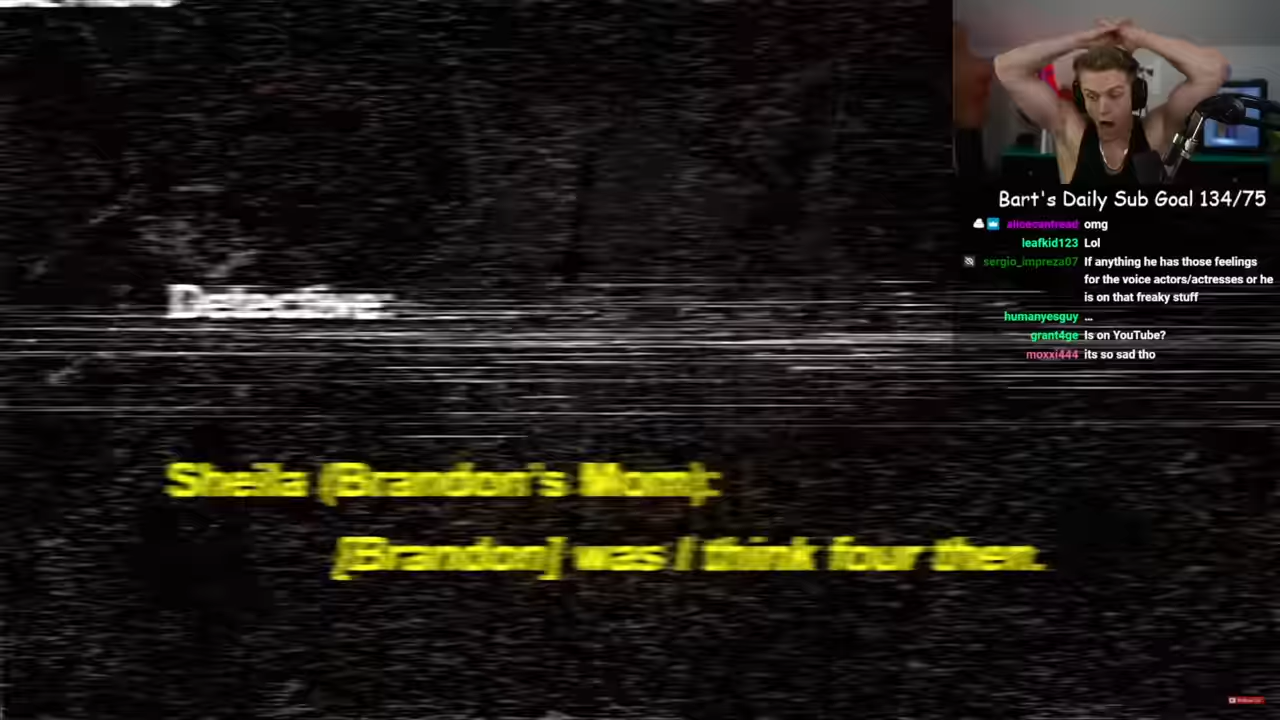 Detective:
Sheila (Brandon's Mom):
[Brandon] was I think four then.
Bart's Daily Sub Goal 134/75
alicecantread omg
leafkid123 Lol
sergio_impreza07 If anything he has those feelings
for the voice actors/actresses or he
is on that freaky stuff
humanyesguy ...
grant4ge Is on YouTube?
moxxi444 its so sad tho